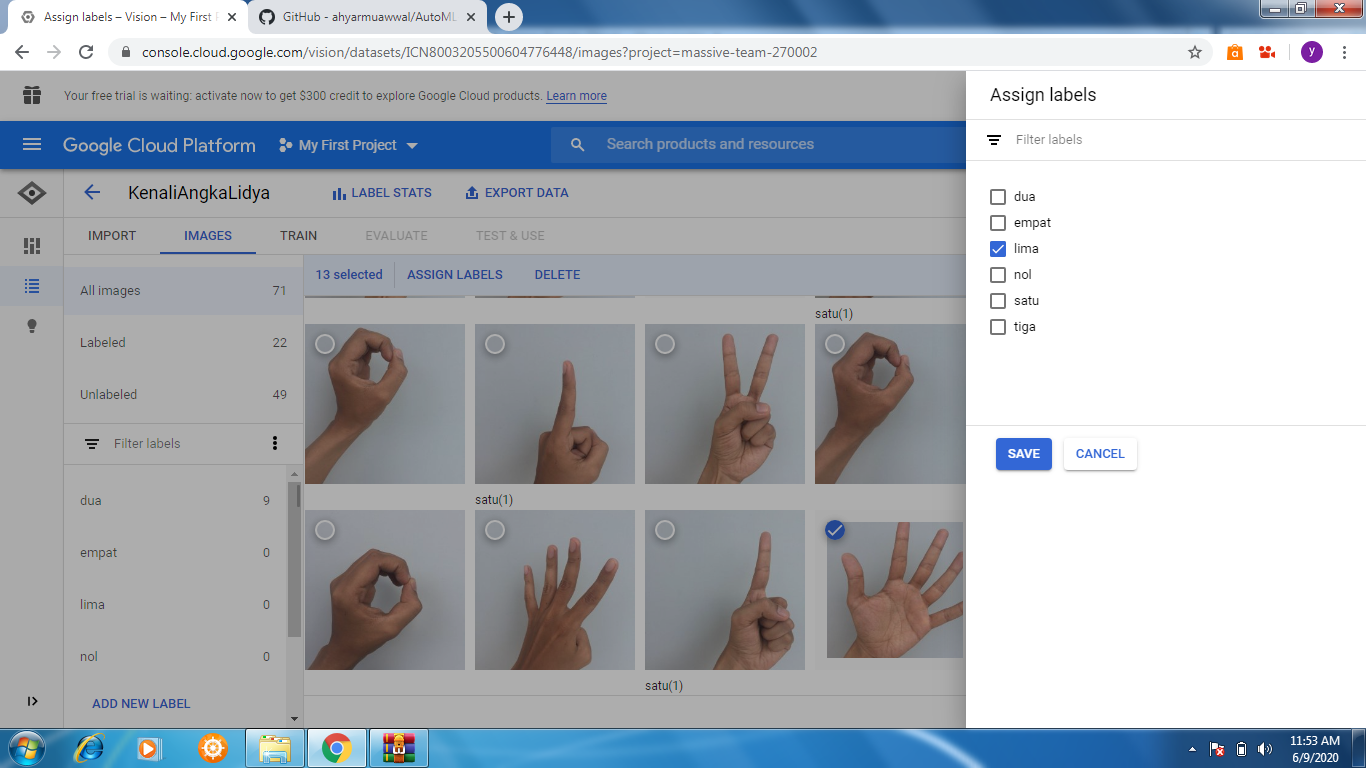 Assign labels – Vision – My First P
GitHub - ahyarmuawwal/AutoML
console.cloud.google.com/vision/datasets/ICN8003205500604776448/images?project=massive-team-270002
y
Your free trial is waiting: activate now to get $300 credit to explore Google Cloud products. Learn more
Google Cloud Platform
My First Project
Search products and resources
KenaliAngkaLidya
LABEL STATS
EXPORT DATA
IMPORT
IMAGES
TRAIN
EVALUATE
TEST & USE
All images 71
Labeled 22
Unlabeled 49
Filter labels
dua 9
empat 0
lima 0
nol 0
ADD NEW LABEL
13 selected
ASSIGN LABELS
DELETE
satu(1)
satu(1)
satu(1)
Assign labels
Filter labels
dua
empat
lima
nol
satu
tiga
SAVE
CANCEL
11:53 AM
6/9/2020